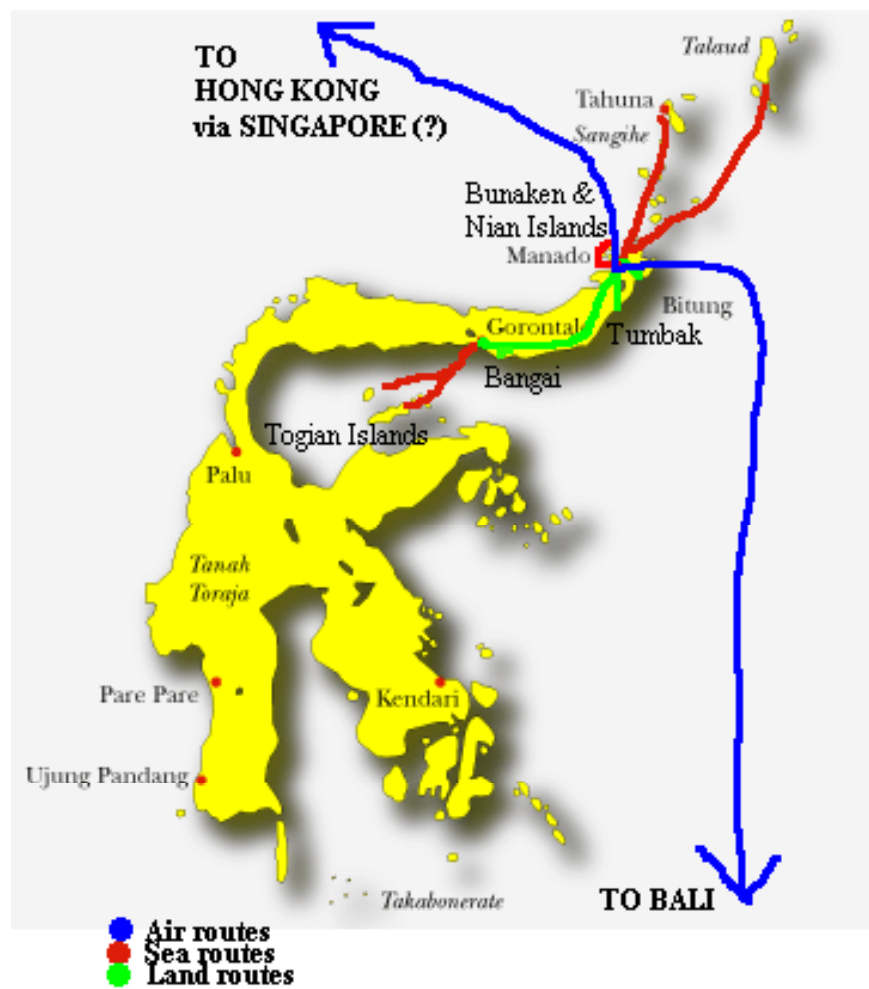 TO
HONG KONG
via SINGAPORE (?)
Talaud
Tahuna
Sangihe
Bunaken &
Nian Islands
Manado
Bitung
Gorontal
Tumbak
Bangai
Togian Islands
Palu
Tanah
Toraja
Pare Pare
Kendari
Ujung Pandang
Takabonerate
TO BALI
Air routes
Sea routes
Land routes